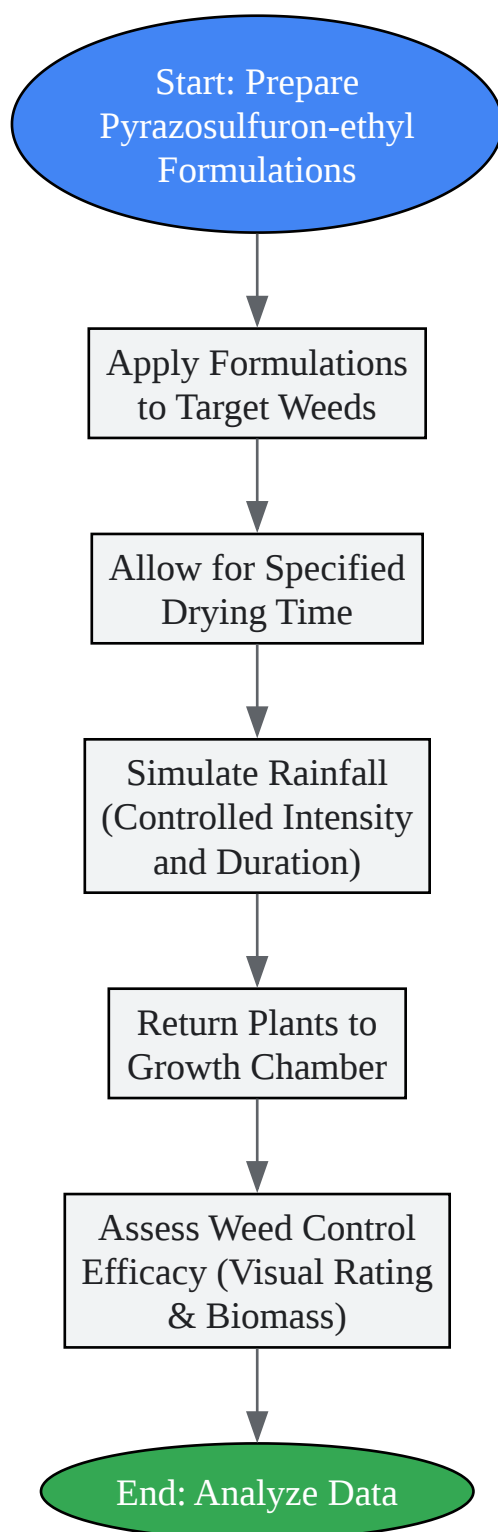 Start: Prepare
Pyrazosulfuron-ethyl
Formulations
Apply Formulations
to Target Weeds
Allow for Specified
Drying Time
Simulate Rainfall
(Controlled Intensity
and Duration)
Return Plants to
Growth Chamber
Assess Weed Control
Efficacy (Visual Rating
& Biomass)
End: Analyze Data